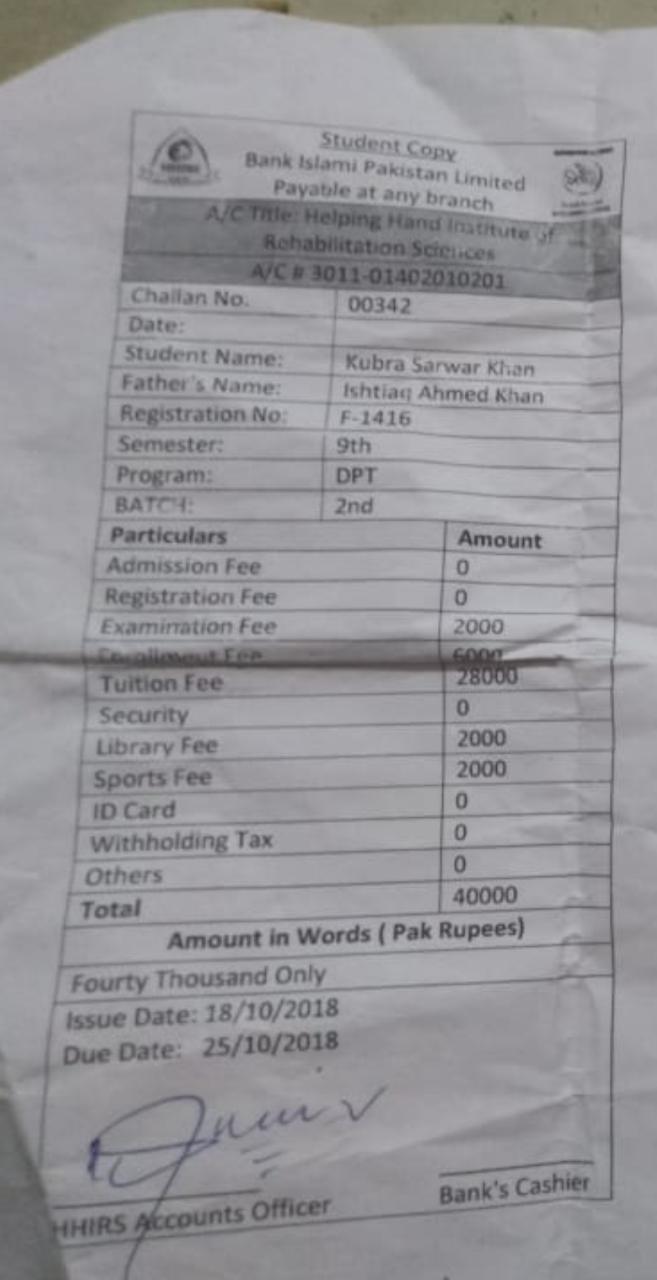 Student Copy
Bank Islami Pakistan Limited
Payable at any branch
A/C Title: Helping Hand Institute of
Rehabilitation Sciences
A/C # 3011-01402010201
Challan No. 00342
Date:
Student Name: Kubra Sarwar Khan
Father's Name: Ishtiaq Ahmed Khan
Registration No: F-1416
Semester: 9th
Program: DPT
BATCH: 2nd
Particulars Amount
Admission Fee 0
Registration Fee 0
Examination Fee 2000
Enrollment Fee 6000
Tuition Fee 28000
Security 0
Library Fee 2000
Sports Fee 2000
ID Card 0
Withholding Tax 0
Others 0
Total 40000
Amount in Words ( Pak Rupees)
Fourty Thousand Only
Issue Date: 18/10/2018
Due Date: 25/10/2018
HHIRS Accounts Officer Bank's Cashier